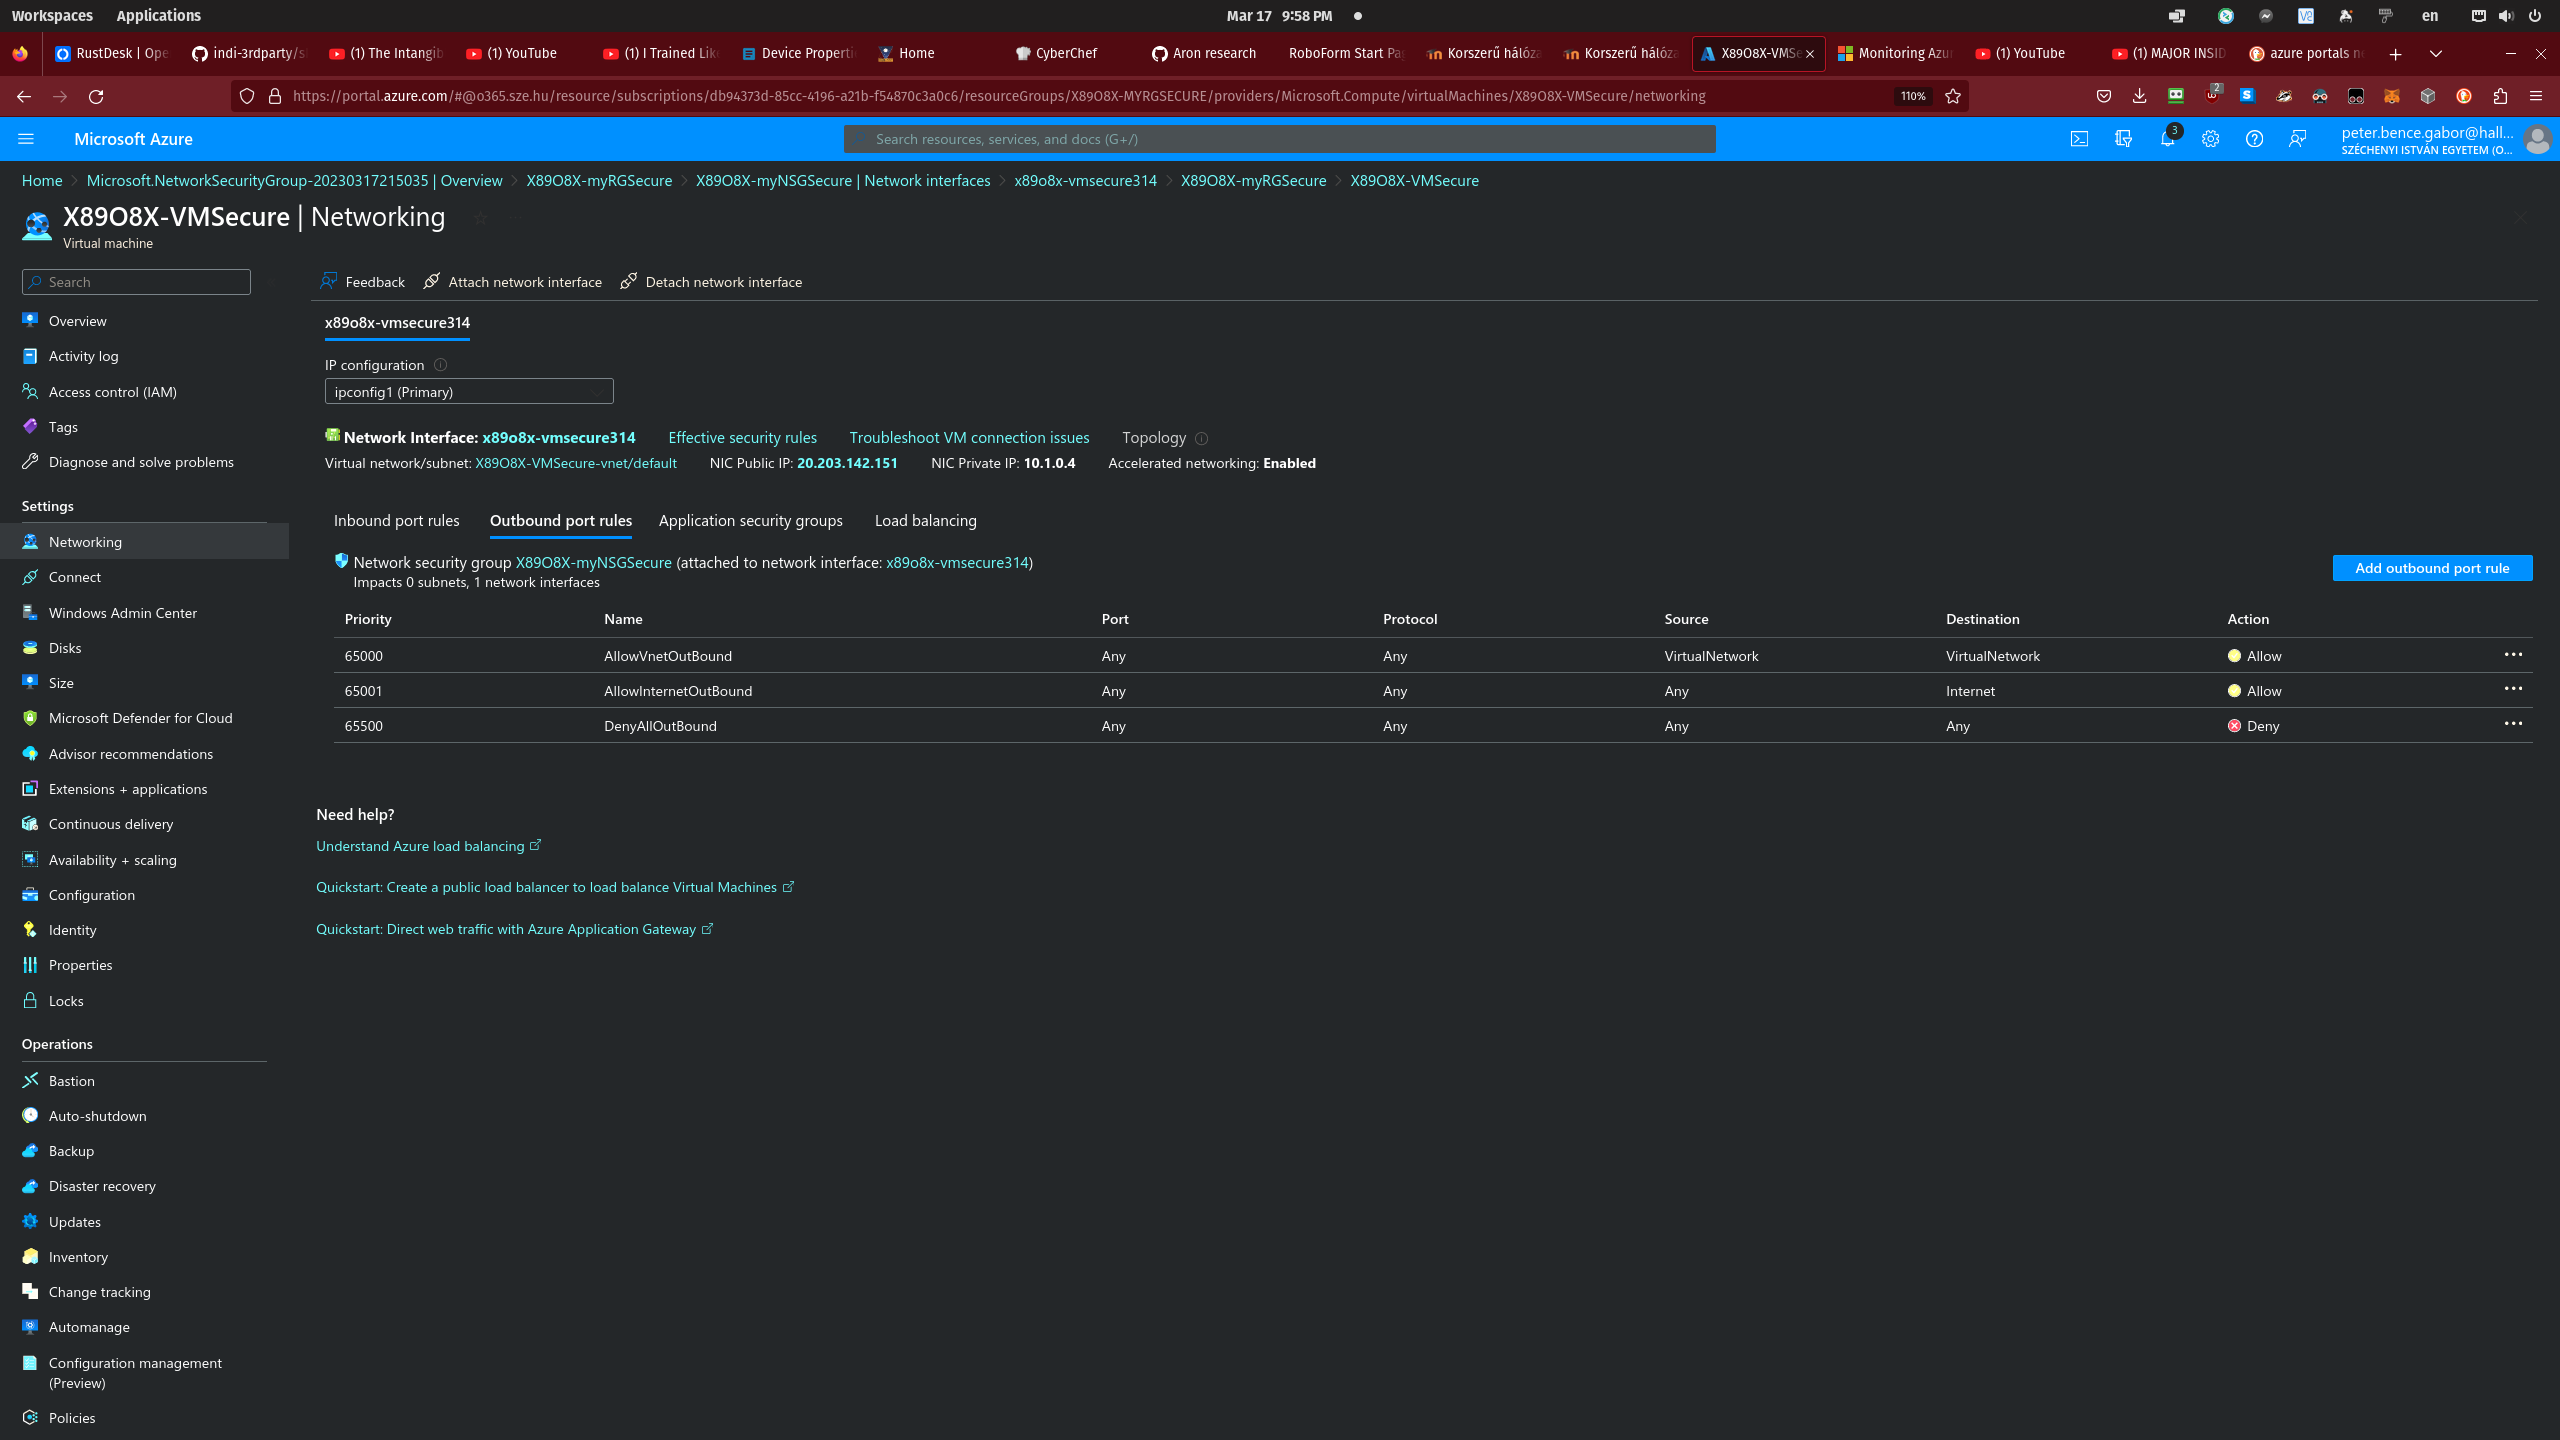 Workspaces Applications Mar 17 9:58 PM en
RustDesk | Ope indi-3rdparty/s (1) The Intangib (1) YouTube (1) I Trained Lik Device Properti Home CyberChef Aron research RoboForm Start Pa Korszerű hálóza Korszerű hálóza X89O8X-VMSe Monitoring Azur (1) YouTube (1) MAJOR INSID azure portals n
https://portal.azure.com/#@o365.sze.hu/resource/subscriptions/db94373d-85cc-4196-a21b-f54870c3a0c6/resourceGroups/X89O8X-MYRGSECURE/providers/Microsoft.Compute/virtualMachines/X89O8X-VMSecure/networking 110% 2
Microsoft Azure Search resources, services, and docs (G+/) 3 peter.bence.gabor@hall...
SZÉCHENYI ISTVÁN EGYETEM (O...
Home Microsoft.NetworkSecurityGroup-20230317215035 | Overview X89O8X-myRGSecure X89O8X-myNSGSecure | Network interfaces x89o8x-vmsecure314 X89O8X-myRGSecure X89O8X-VMSecure
X89O8X-VMSecure | Networking
Virtual machine
Search
Overview
Activity log
Access control (IAM)
Tags
Diagnose and solve problems
Settings
Networking
Connect
Windows Admin Center
Disks
Size
Microsoft Defender for Cloud
Advisor recommendations
Extensions + applications
Continuous delivery
Availability + scaling
Configuration
Identity
Properties
Locks
Operations
Bastion
Auto-shutdown
Backup
Disaster recovery
Updates
Inventory
Change tracking
Automanage
Configuration management
(Preview)
Policies
Feedback Attach network interface Detach network interface
x89o8x-vmsecure314
IP configuration
ipconfig1 (Primary)
Network Interface: x89o8x-vmsecure314 Effective security rules Troubleshoot VM connection issues Topology
Virtual network/subnet: X89O8X-VMSecure-vnet/default NIC Public IP: 20.203.142.151 NIC Private IP: 10.1.0.4 Accelerated networking: Enabled
Inbound port rules Outbound port rules Application security groups Load balancing
Network security group X89O8X-myNSGSecure (attached to network interface: x89o8x-vmsecure314)
Impacts 0 subnets, 1 network interfaces
Add outbound port rule
Priority Name Port Protocol Source Destination Action
65000 AllowVnetOutBound Any Any VirtualNetwork VirtualNetwork Allow
65001 AllowInternetOutBound Any Any Any Internet Allow
65500 DenyAllOutBound Any Any Any Any Deny
Need help?
Understand Azure load balancing
Quickstart: Create a public load balancer to load balance Virtual Machines
Quickstart: Direct web traffic with Azure Application Gateway